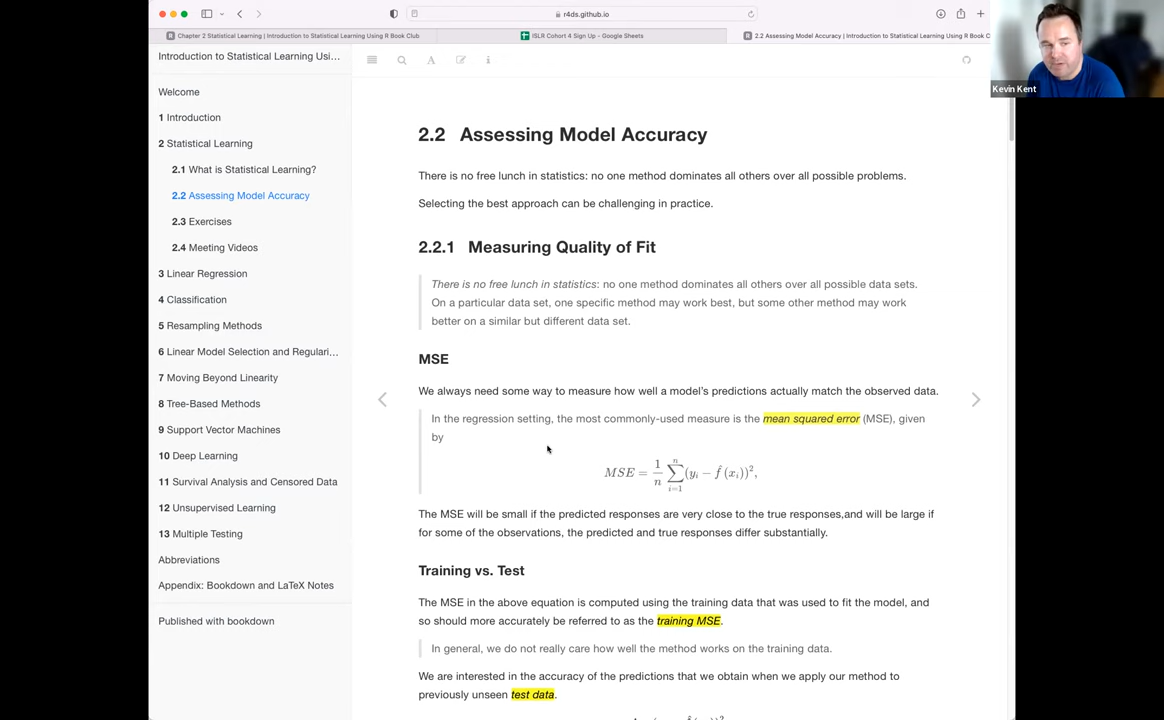 r4ds.github.io
Chapter 2 Statistical Learning | Introduction to Statistical Learning Using R Book Club
ISLR Cohort 4 Sign Up - Google Sheets
2.2 Assessing Model Accuracy | Introduction to Statistical Learning Using R Book C
Kevin Kent
Introduction to Statistical Learning Usi...
Welcome
1 Introduction
2 Statistical Learning
2.1 What is Statistical Learning?
2.2 Assessing Model Accuracy
2.3 Exercises
2.4 Meeting Videos
3 Linear Regression
4 Classification
5 Resampling Methods
6 Linear Model Selection and Regulari...
7 Moving Beyond Linearity
8 Tree-Based Methods
9 Support Vector Machines
10 Deep Learning
11 Survival Analysis and Censored Data
12 Unsupervised Learning
13 Multiple Testing
Abbreviations
Appendix: Bookdown and LaTeX Notes
Published with bookdown
2.2 Assessing Model Accuracy
There is no free lunch in statistics: no one method dominates all others over all possible problems.
Selecting the best approach can be challenging in practice.
2.2.1 Measuring Quality of Fit
There is no free lunch in statistics: no one method dominates all others over all possible data sets.
On a particular data set, one specific method may work best, but some other method may work
better on a similar but different data set.
MSE
We always need some way to measure how well a model's predictions actually match the observed data.
In the regression setting, the most commonly-used measure is the mean squared error (MSE), given
by
MSE = 1/n ∑_{i=1}^{n} (y_i − f̂(x_i))²,
The MSE will be small if the predicted responses are very close to the true responses,and will be large if
for some of the observations, the predicted and true responses differ substantially.
Training vs. Test
The MSE in the above equation is computed using the training data that was used to fit the model, and
so should more accurately be referred to as the training MSE.
In general, we do not really care how well the method works on the training data.
We are interested in the accuracy of the predictions that we obtain when we apply our method to
previously unseen test data.